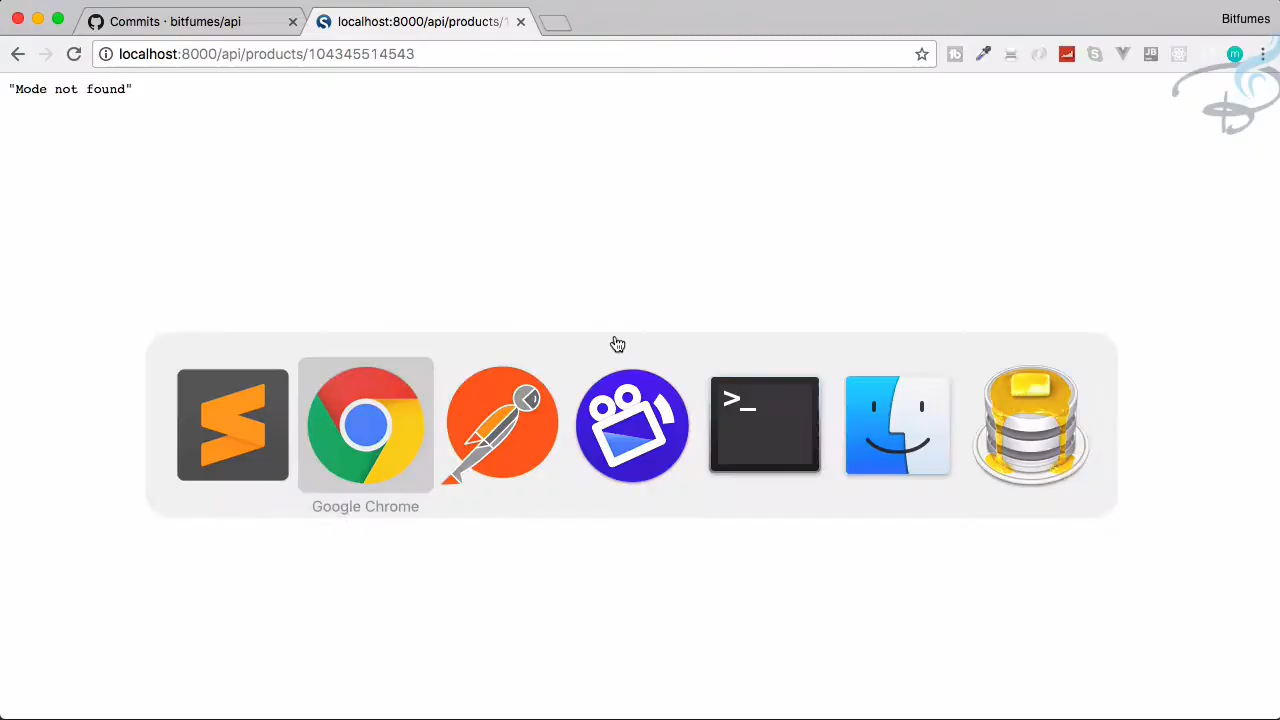 Commits · bitfumes/api
localhost:8000/api/products/1
Bitfumes
localhost:8000/api/products/104345514543
"Mode not found"
>_
Google Chrome